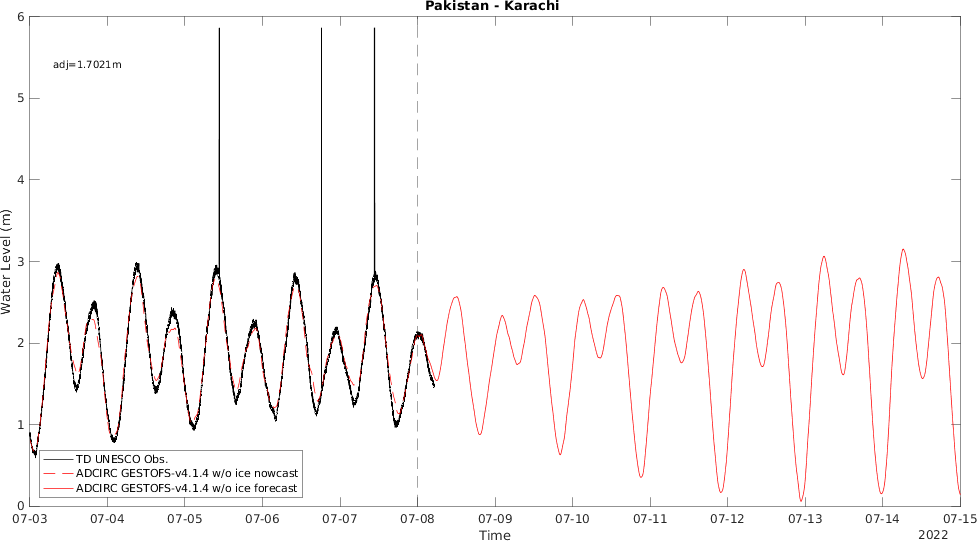 Pakistan - Karachi
6
adj=1.7021m
5
4
3
2
1
0
Water Level (m)
TD UNESCO Obs.
ADCIRC GESTOFS-v4.1.4 w/o ice nowcast
ADCIRC GESTOFS-v4.1.4 w/o ice forecast
07-03 07-04 07-05 07-06 07-07 07-08 07-09 07-10 07-11 07-12 07-13 07-14 07-15
Time
2022